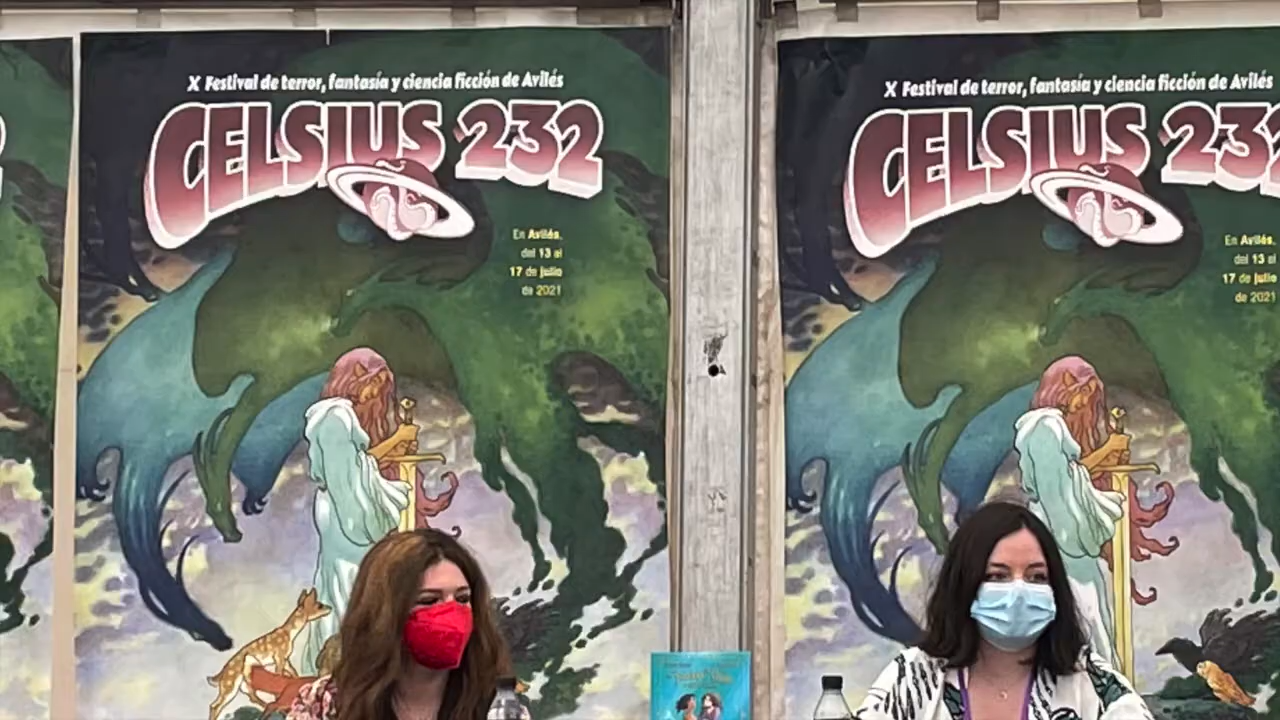 X Festival de terror, fantasía y ciencia ficción de Avilés
CELSIUS 232
En Avilés,
del 13 al
17 de julio
de 2021
X Festival de terror, fantasía y ciencia ficción de Avilés
CELSIUS 232
En Avilés,
del 13 al
17 de julio
de 2021